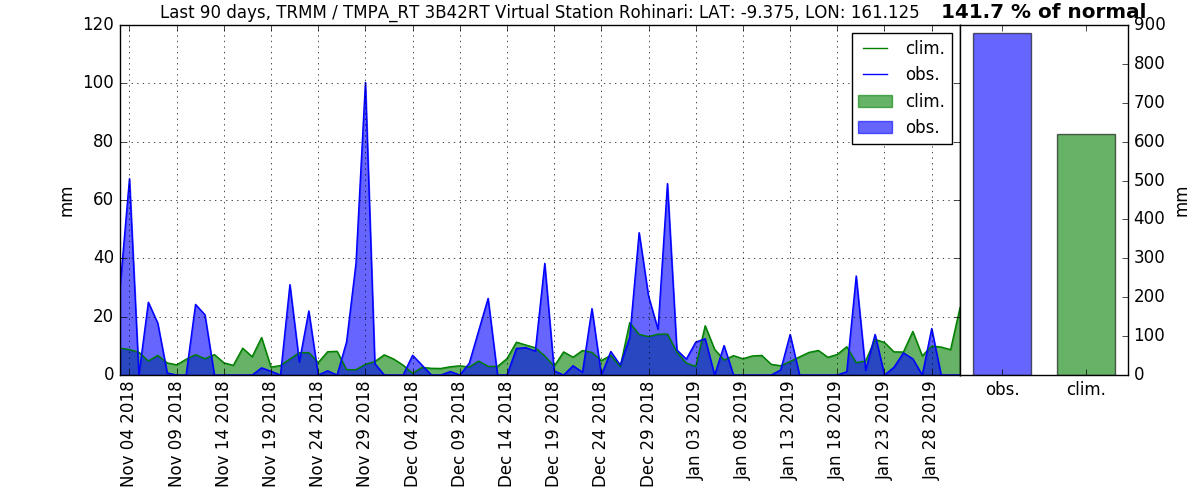 Last 90 days, TRMM / TMPA_RT 3B42RT Virtual Station Rohinari: LAT: -9.375, LON: 161.125
141.7 % of normal
mm
120
100
80
60
40
20
0
clim.
obs.
clim.
obs.
900
800
700
600
500
400
300
200
100
0
mm
obs.
clim.
Nov 04 2018
Nov 09 2018
Nov 14 2018
Nov 19 2018
Nov 24 2018
Nov 29 2018
Dec 04 2018
Dec 09 2018
Dec 14 2018
Dec 19 2018
Dec 24 2018
Dec 29 2018
Jan 03 2019
Jan 08 2019
Jan 13 2019
Jan 18 2019
Jan 23 2019
Jan 28 2019